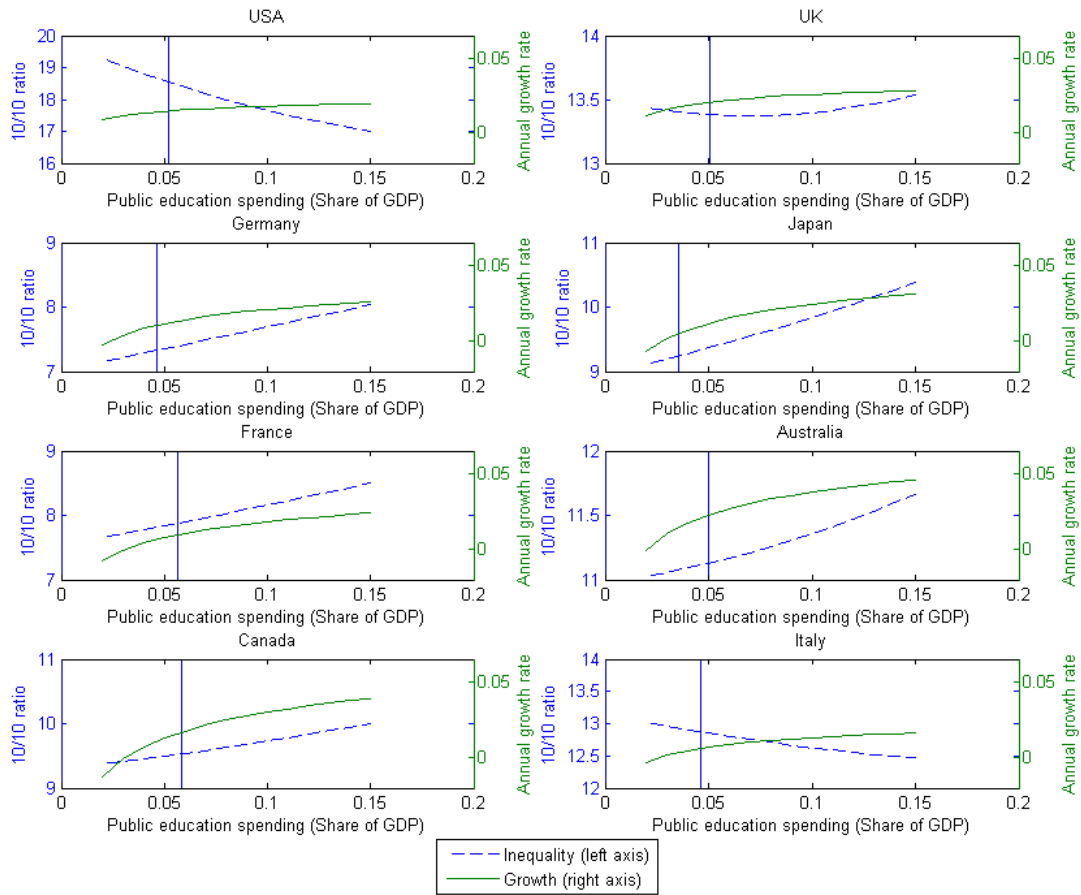 USA
20
19
18
17
16
10/10 ratio
0.05
0
Annual growth rate
0 0.05 0.1 0.15 0.2
Public education spending (Share of GDP)
UK
14
13.5
13
10/10 ratio
0.05
0
Annual growth rate
0 0.05 0.1 0.15 0.2
Public education spending (Share of GDP)
Germany
9
8
7
10/10 ratio
0.05
0
Annual growth rate
0 0.05 0.1 0.15 0.2
Public education spending (Share of GDP)
Japan
11
10
9
10/10 ratio
0.05
0
Annual growth rate
0 0.05 0.1 0.15 0.2
Public education spending (Share of GDP)
France
9
8
7
10/10 ratio
0.05
0
Annual growth rate
0 0.05 0.1 0.15 0.2
Public education spending (Share of GDP)
Australia
12
11.5
11
10/10 ratio
0.05
0
Annual growth rate
0 0.05 0.1 0.15 0.2
Public education spending (Share of GDP)
Canada
11
10
9
10/10 ratio
0.05
0
Annual growth rate
0 0.05 0.1 0.15 0.2
Public education spending (Share of GDP)
Italy
14
13
12.5
13
12
10/10 ratio
0.05
0
Annual growth rate
0 0.05 0.1 0.15 0.2
Public education spending (Share of GDP)
Inequality (left axis)
Growth (right axis)